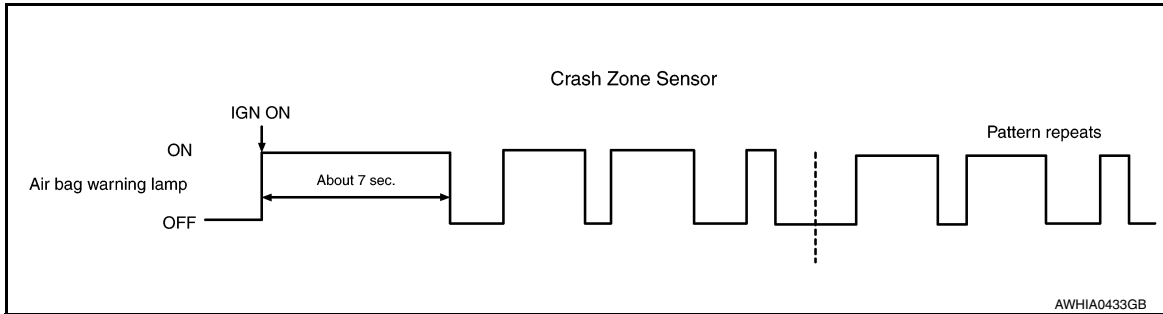 Crash Zone Sensor
IGN ON
Pattern repeats
ON
About 7 sec.
Air bag warning lamp
OFF
AWHIA0433GB